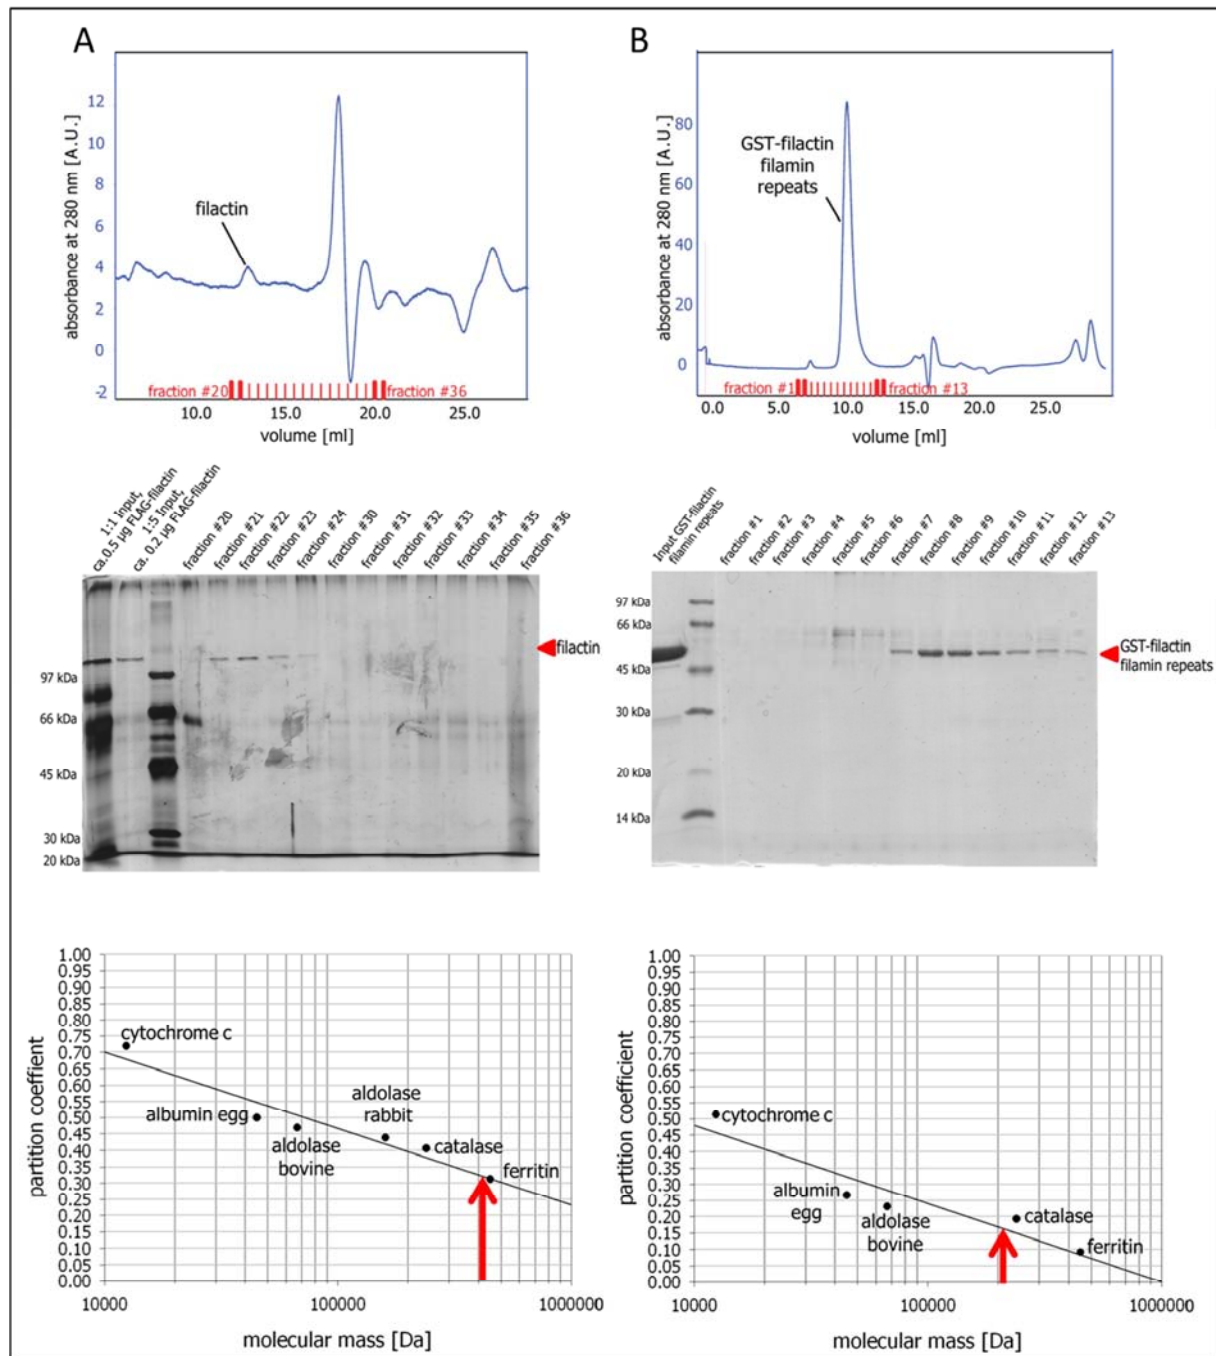 A
absorbance at 280 nm [A.U.]
12
10
8
6
4
2
0
-2
filactin
fraction #20
fraction #36
10.0 15.0 20.0 25.0
volume [ml]
B
absorbance at 280 nm [A.U.]
80
60
40
20
0
GST-filactin
filamin
repeats
fraction #1
fraction #13
0.0 5.0 10.0 15.0 20.0 25.0
volume [ml]
1:1 Input,
ca.0.5 µg FLAG-filactin
1:5 Input,
ca. 0.2 µg FLAG-filactin
fraction #20
fraction #21
fraction #22
fraction #23
fraction #24
fraction #30
fraction #31
fraction #32
fraction #33
fraction #34
fraction #35
fraction #36
97 kDa
66 kDa
45 kDa
30 kDa
20 kDa
filactin
Input GST-filactin
filamin repeats
fraction #1
fraction #2
fraction #3
fraction #4
fraction #5
fraction #6
fraction #7
fraction #8
fraction #9
fraction #10
fraction #11
fraction #12
fraction #13
97 kDa
66 kDa
45 kDa
30 kDa
20 kDa
14 kDa
GST-filactin
filamin repeats
partition coeffient
1.00
0.95
0.90
0.85
0.80
0.75
0.70
0.65
0.60
0.55
0.50
0.45
0.40
0.35
0.30
0.25
0.20
0.15
0.10
0.05
0.00
cytochrome c
albumin egg
aldolase
bovine
aldolase
rabbit
catalase
ferritin
10000 100000 1000000
molecular mass [Da]
partition coefficient
1.00
0.95
0.90
0.85
0.80
0.75
0.70
0.65
0.60
0.55
0.50
0.45
0.40
0.35
0.30
0.25
0.20
0.15
0.10
0.05
0.00
cytochrome c
albumin
egg
aldolase
bovine
catalase
ferritin
10000 100000 1000000
molecular mass [Da]